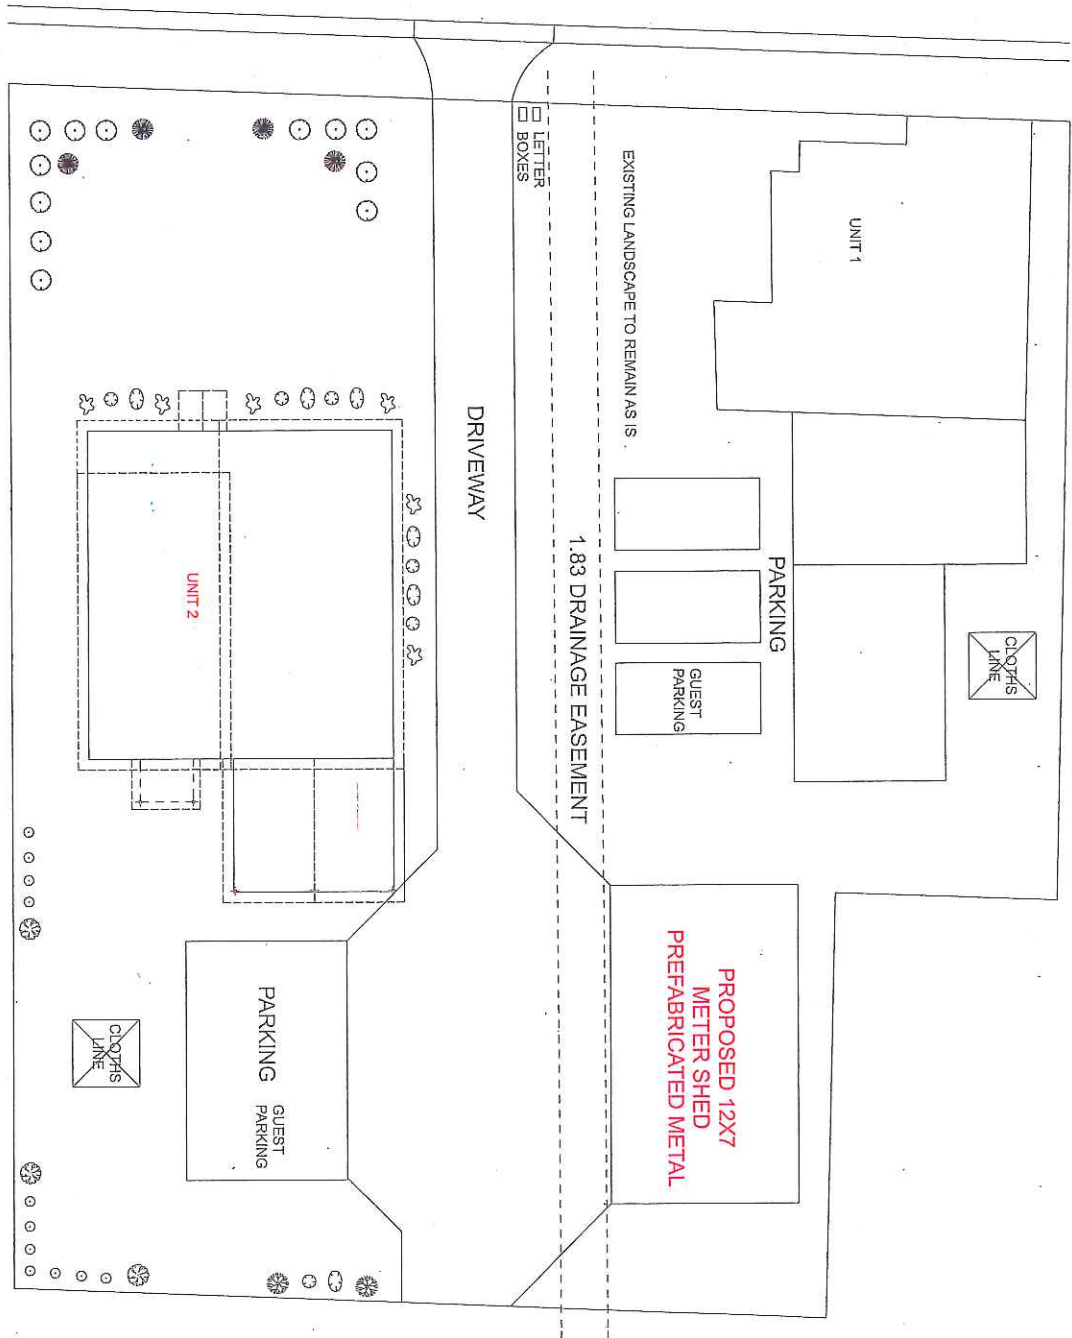 LETTER
BOXES
EXISTING LANDSCAPE TO REMAIN AS IS
UNIT 1
DRIVEWAY
1.83 DRAINAGE EASEMENT
PARKING
GUEST
PARKING
CLOTHS
LINE
UNIT 2
PROPOSED 12X7
METER SHED
PREFABRICATED METAL
PARKING
GUEST
PARKING
CLOTHS
LINE